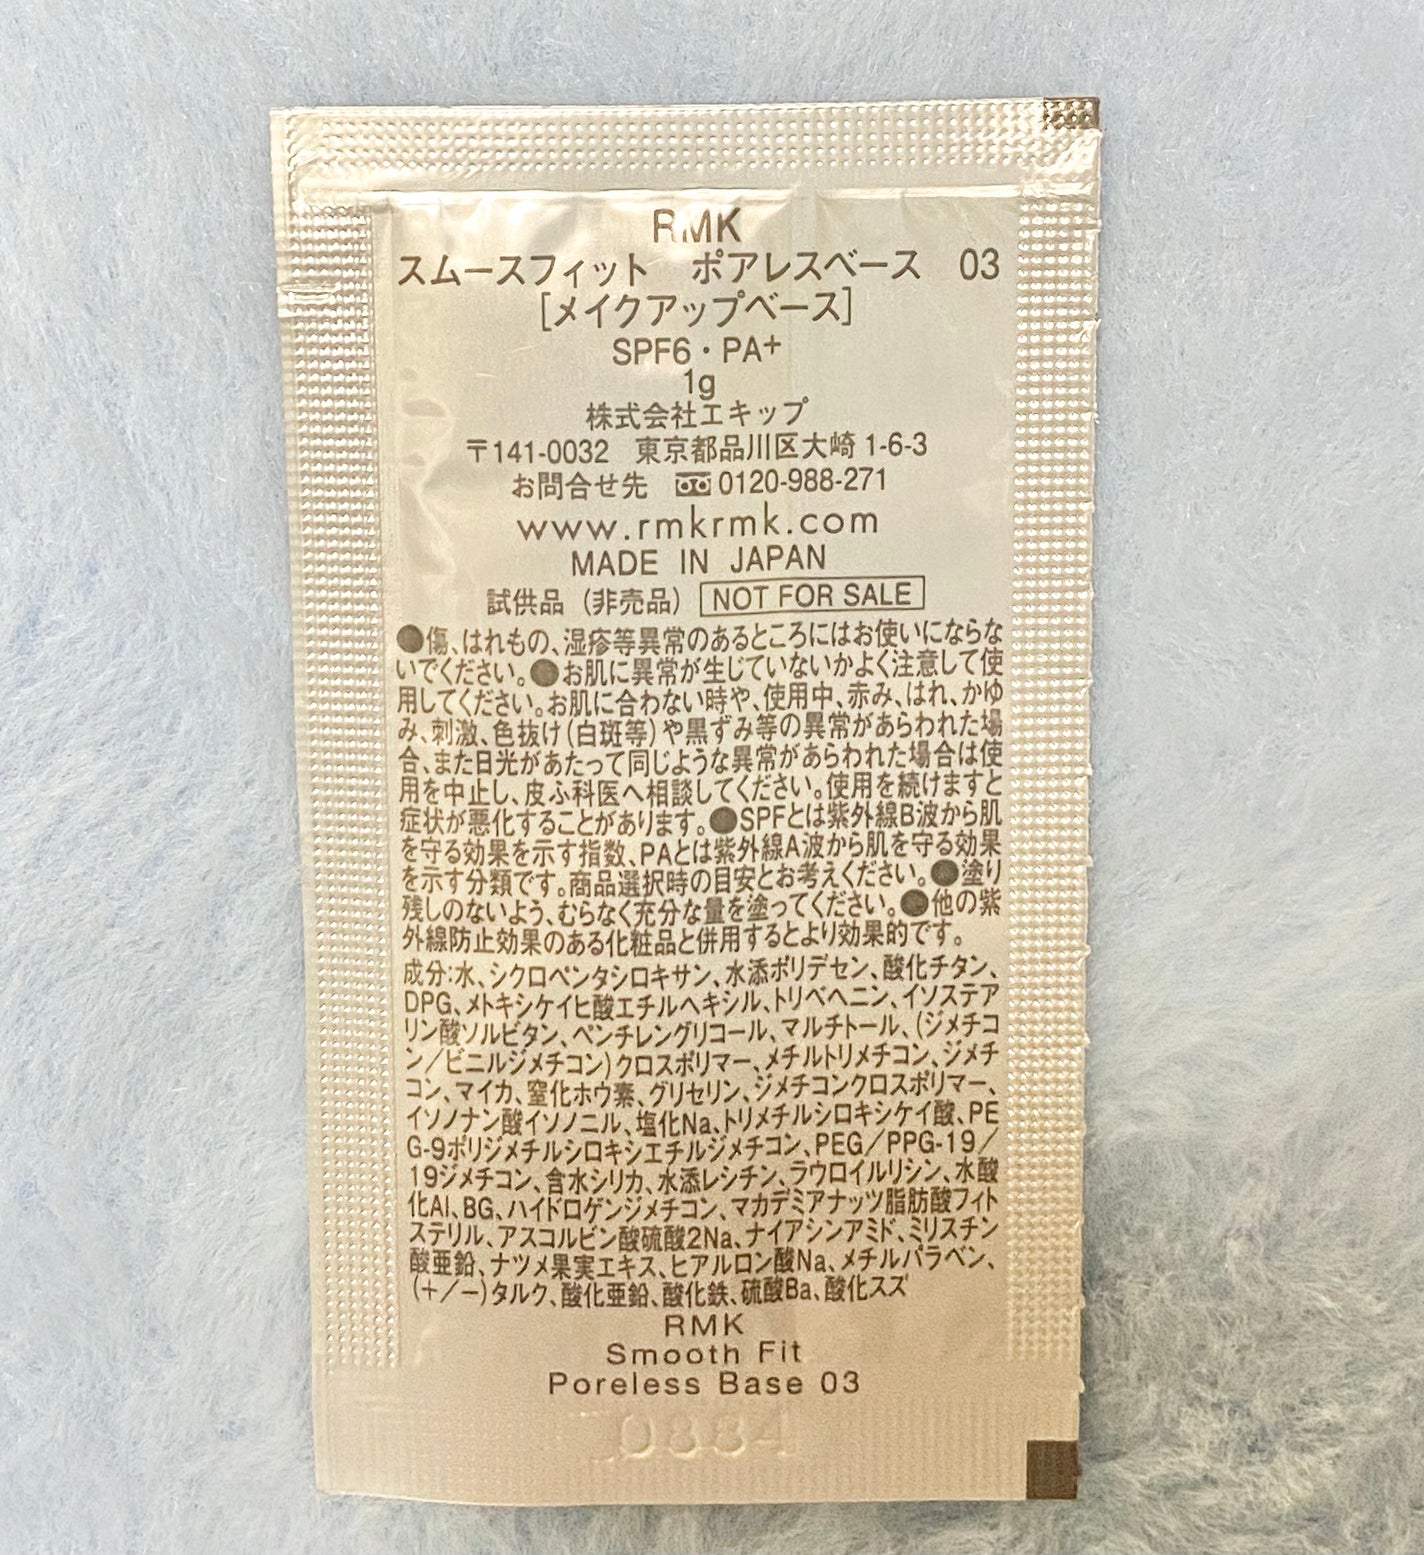 RMK
スムースフィット ポアレスベース 03
[メイクアップベース]
SPF6・PA+
1g
株式会社エキップ
〒141-0032 東京都品川区大崎 1-6-3
お問合せ先 0120-988-271
www.rmkrmk.com
MADE IN JAPAN
試供品(非売品) NOT FOR SALE
●傷、はれもの、湿疹等異常のあるところにはお使いにならな
いでください。●お肌に異常が生じていないかよく注意して使
用してください。お肌に合わない時や、使用中、赤み、はれ、かゆ
み、刺激、色抜け(白斑等)や黒ずみ等の異常があらわれた場
合、また日光があたって同じような異常があらわれた場合は使
用を中止し、皮ふ科医へ相談してください。使用を続けますと
症状が悪化することがあります。●SPFとは紫外線B波から肌
を守る効果を示す指数、PAとは紫外線A波から肌を守る効果
を示す分類です。商品選択時の目安とお考えください。●塗り
残しのないよう、むらなく充分な量を塗ってください。●他の紫
外線防止効果のある化粧品と併用するとより効果的です。
成分:水、シクロペンタシロキサン、水添ポリデセン、酸化チタン、
DPG、メトキシケイヒ酸エチルヘキシル、トリベヘニン、イソステア
リン酸ソルビタン、ペンチレングリコール、マルチトール、(ジメチコ
ン/ビニルジメチコン)クロスポリマー、メチルトリメチコン、ジメチ
コン、マイカ、窒化ホウ素、グリセリン、ジメチコンクロスポリマー、
イソノナン酸イソノニル、塩化Na、トリメチルシロキシケイ酸、PE
G-9ポリジメチルシロキシエチルジメチコン、PEG/PPG-19/
19ジメチコン、含水シリカ、水添レシチン、ラウロイルリシン、水酸
化Al、BG、ハイドロゲンジメチコン、マカデミアナッツ脂肪酸フィト
ステリル、アスコルビン酸硫酸2Na、ナイアシンアミド、ミリスチン
酸亜鉛、ナツメ果実エキス、ヒアルロン酸Na、メチルパラベン、
(+/-)タルク、酸化亜鉛、酸化鉄、硫酸Ba、酸化スズ
RMK
Smooth Fit
Poreless Base 03
0884